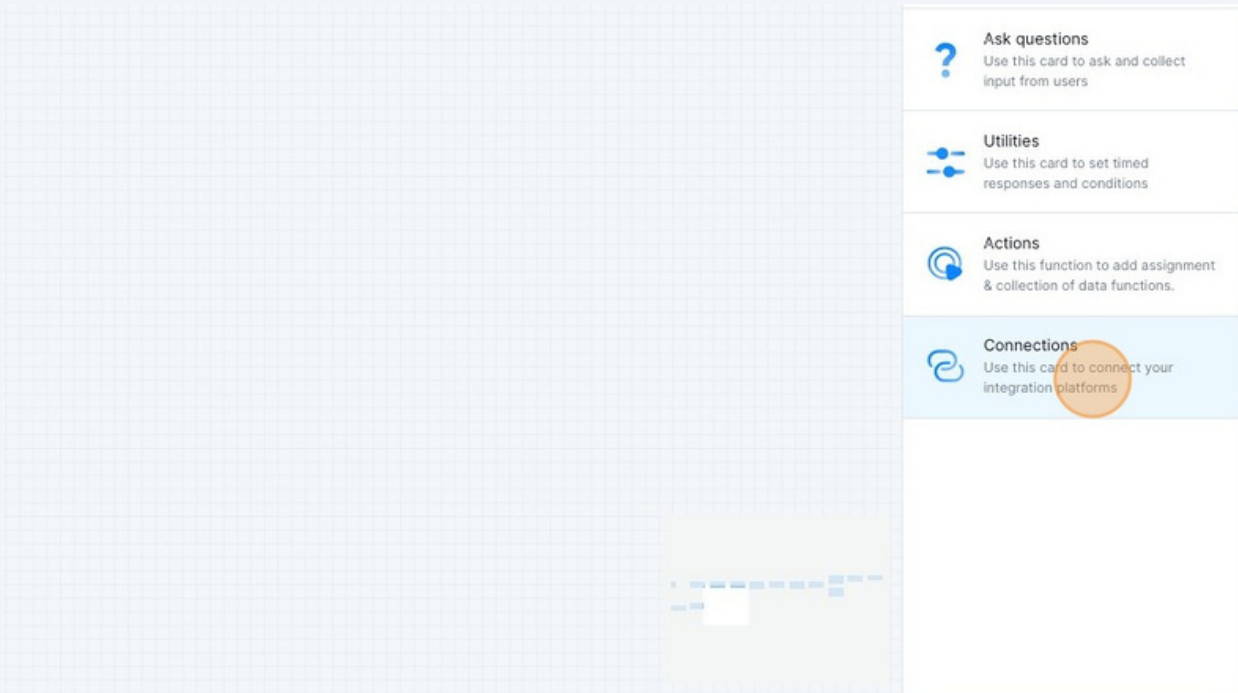 Ask questions
Use this card to ask and collect
input from users
Utilities
Use this card to set timed
responses and conditions
Actions
Use this function to add assignment
& collection of data functions.
Connections
Use this card to connect your
integration platforms